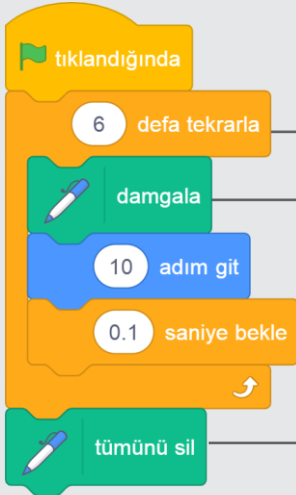 tıklandığında
6 defa tekrarla
damgala
10 adım git
0.1 saniye bekle
tümünü sil